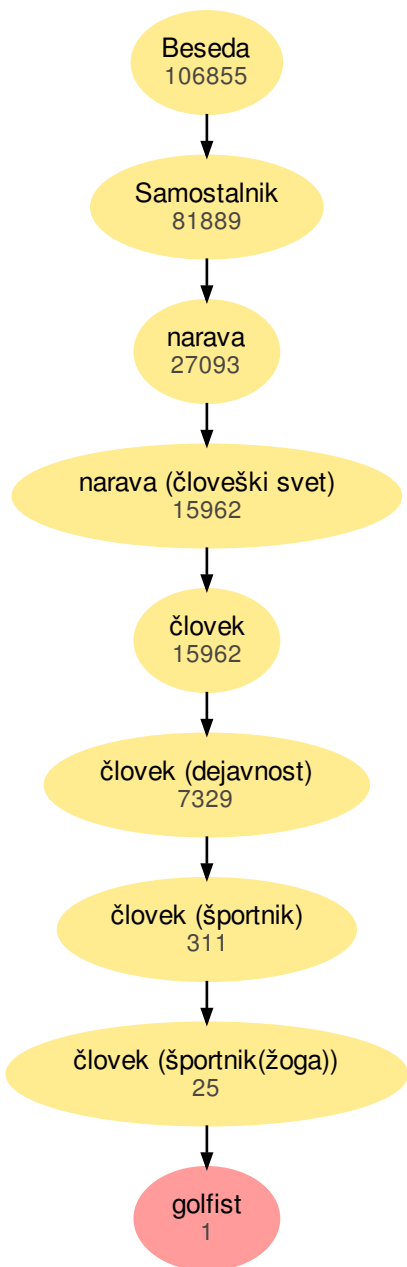 Beseda
106855
Samostalnik
81889
narava
27093
narava (človeški svet)
15962
človek
15962
človek (dejavnost)
7329
človek (športnik)
311
človek (športnik(žoga))
25
golfist
1